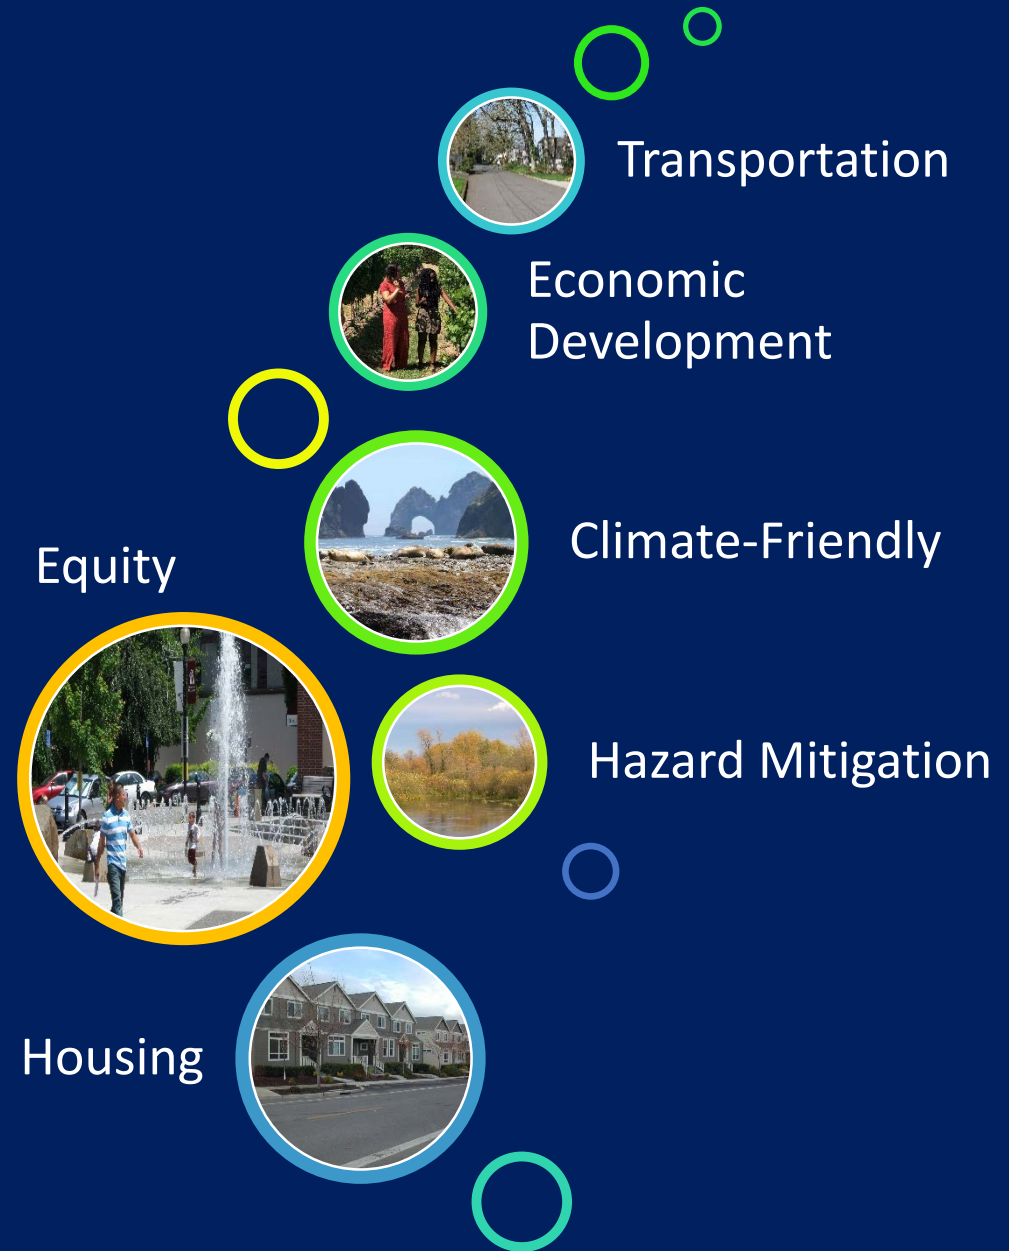 Transportation
Economic
Development
Climate-Friendly
Equity
Hazard Mitigation
Housing